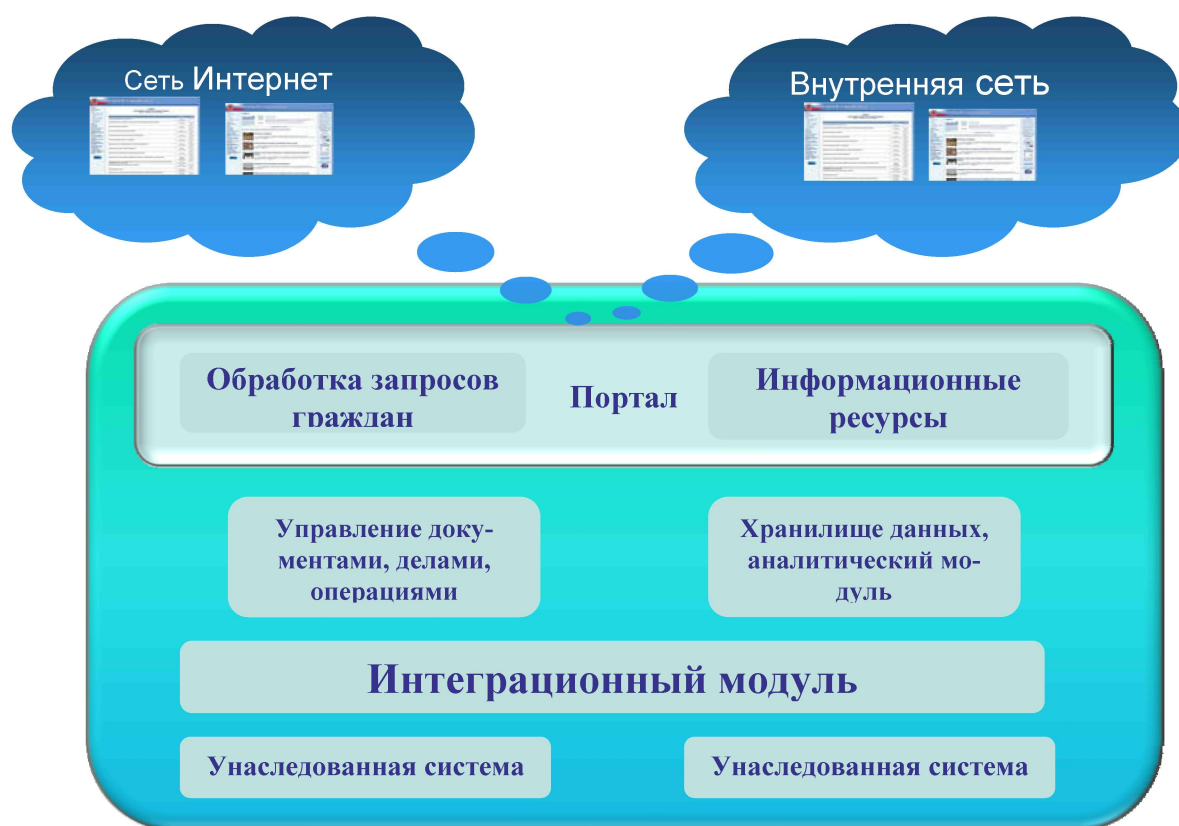 Сеть Интернет
Внутренняя сеть
Обработка запросов
граждан
Портал
Информационные
ресурсы
Управление доку-
ментами, делами,
операциями
Хранилище данных,
аналитический мо-
дуль
Интеграционный модуль
Унаследованная система
Унаследованная система